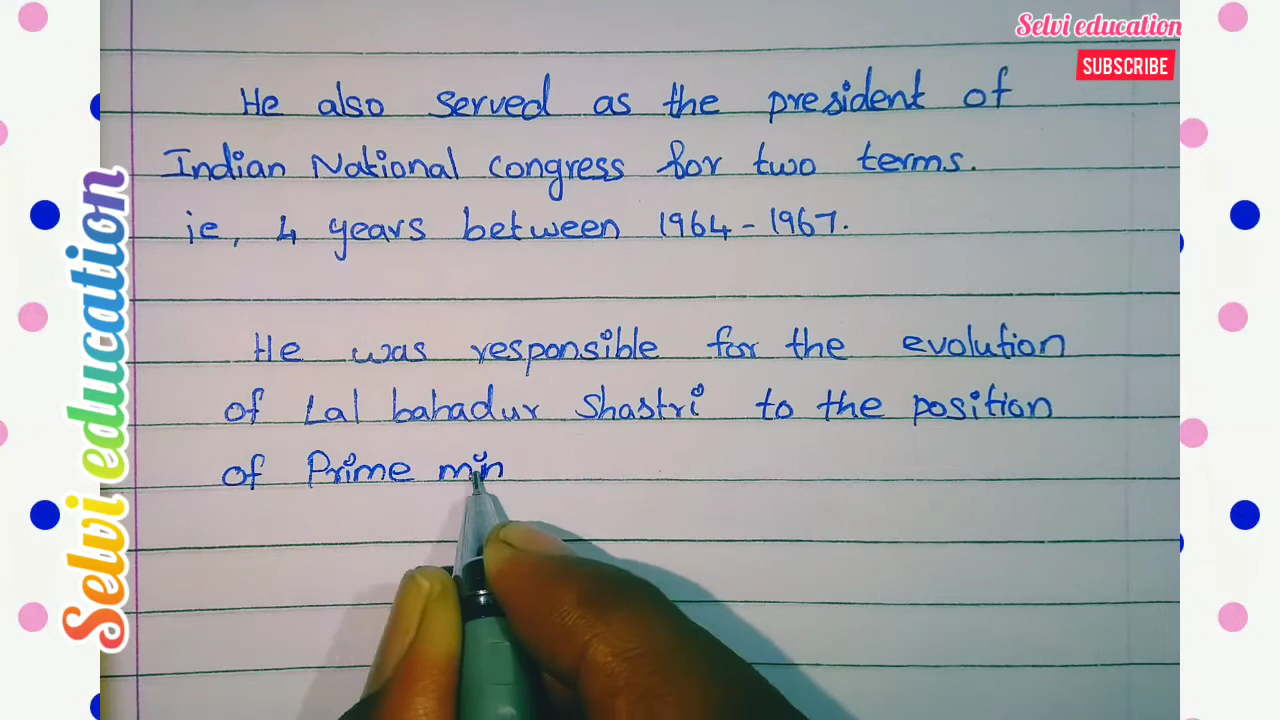 Selvi education
SUBSCRIBE
He also served as the president of
Indian National Congress for two terms.
ie, 4 years between 1964-1967.
He was responsible for the evolution
of Lal bahadur Shastri to the position
of Prime min
Selvi education